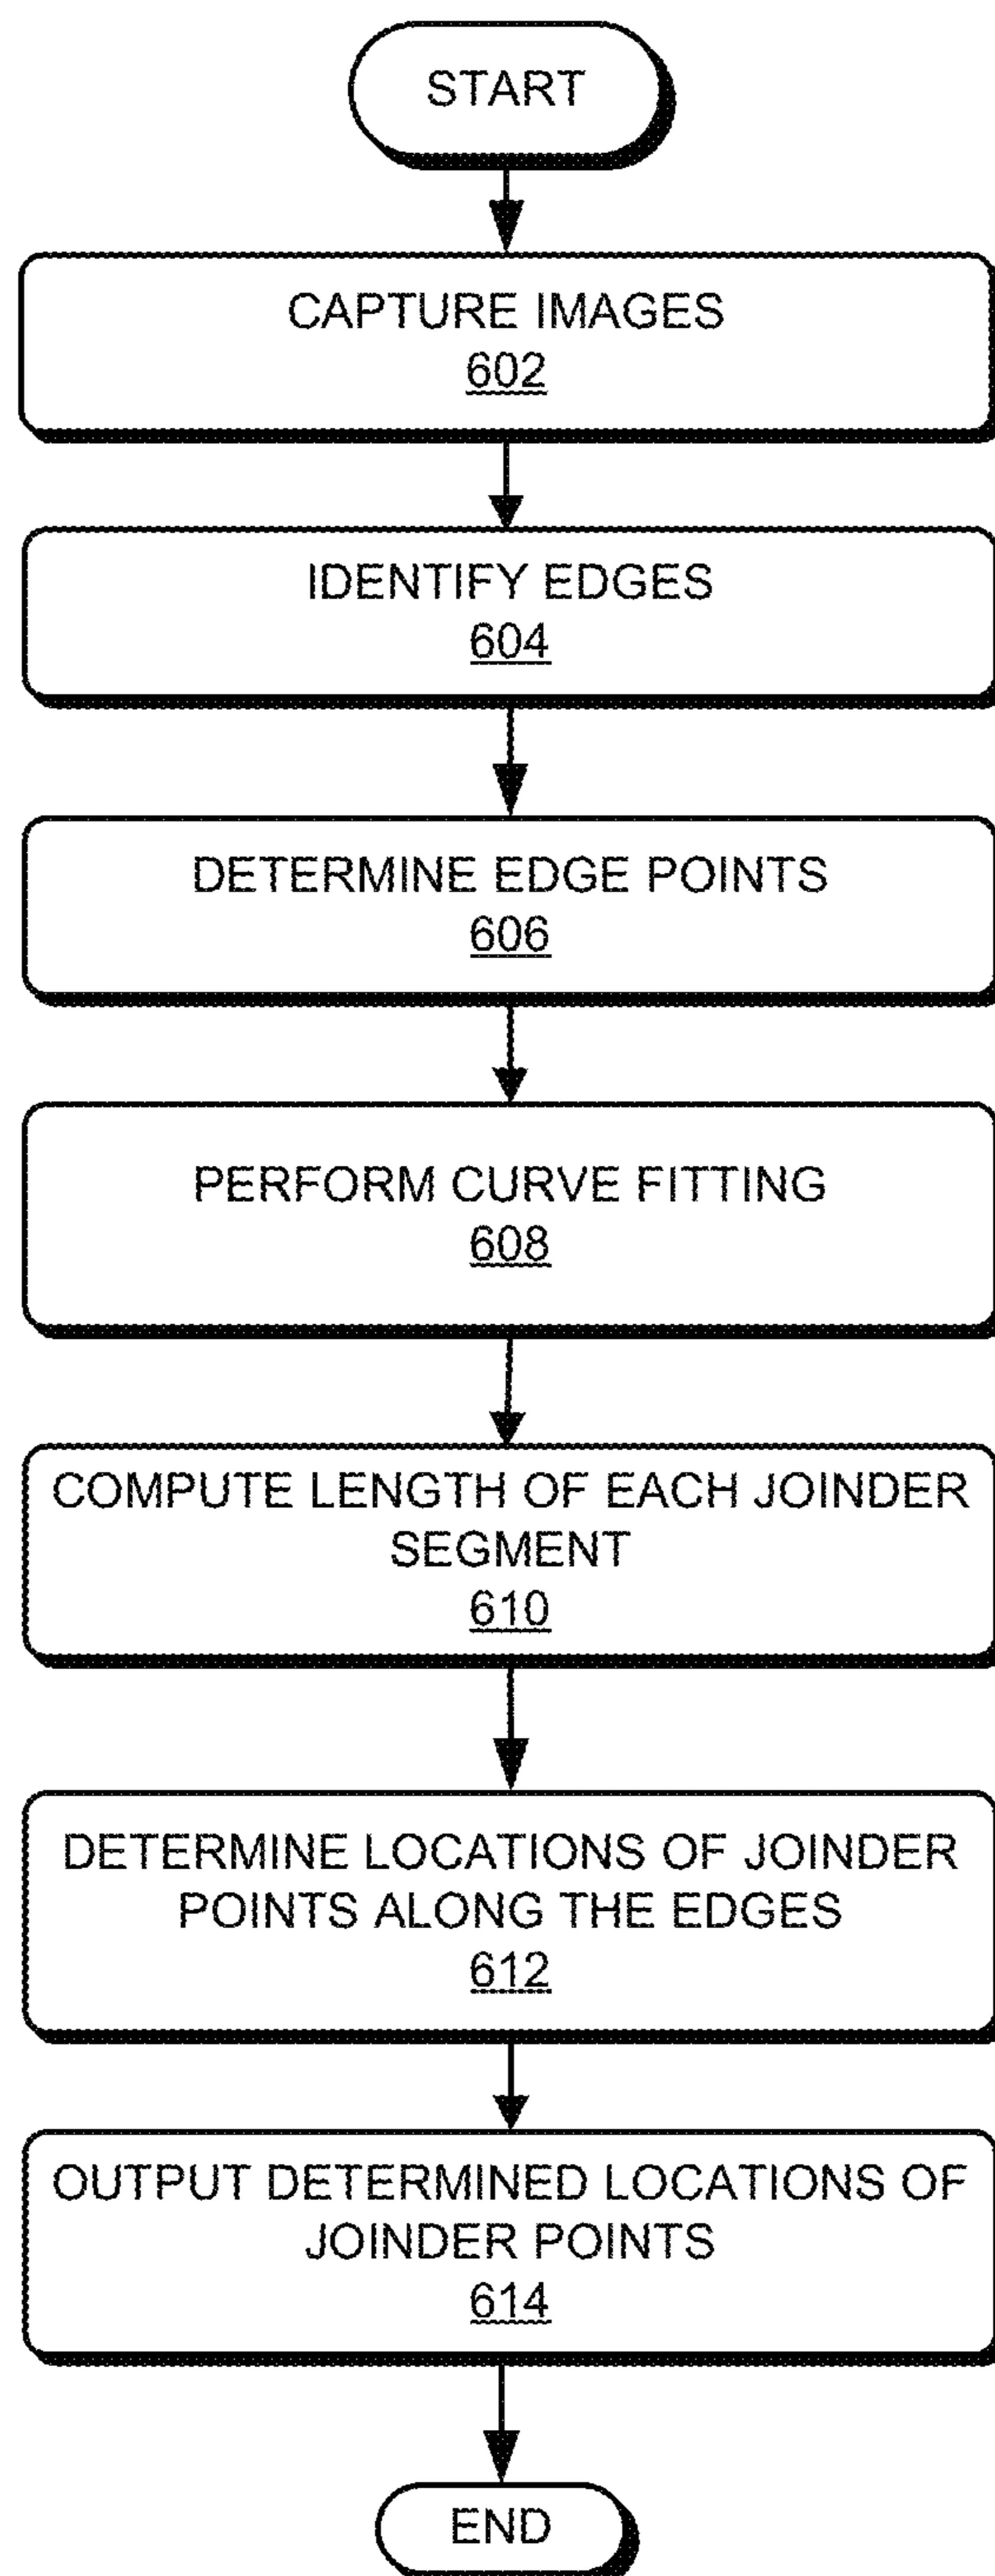 START
CAPTURE IMAGES
602
IDENTIFY EDGES
604
DETERMINE EDGE POINTS
606
PERFORM CURVE FITTING
608
COMPUTE LENGTH OF EACH JOINDER
SEGMENT
610
DETERMINE LOCATIONS OF JOINDER
POINTS ALONG THE EDGES
612
OUTPUT DETERMINED LOCATIONS OF
JOINDER POINTS
614
END